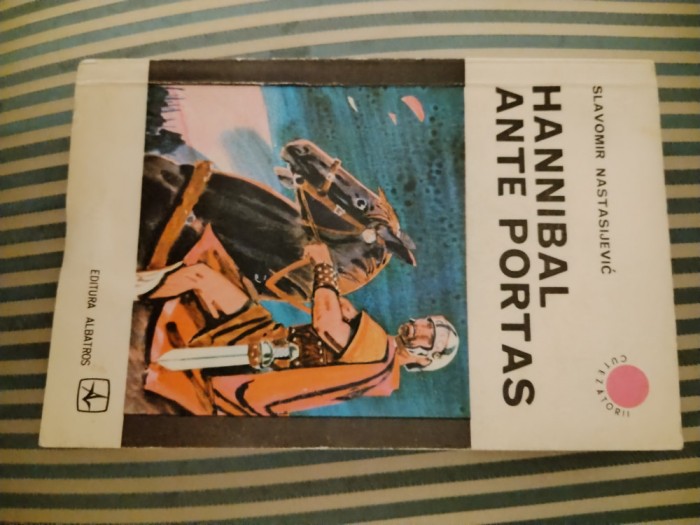 SLAVOMIR NASTASIJEVIĆ
HANNIBAL
ANTE PORTAS
CUTEZĂTORII
EDITURA ALBATROS